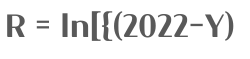 R = ln[{(2022-Y)